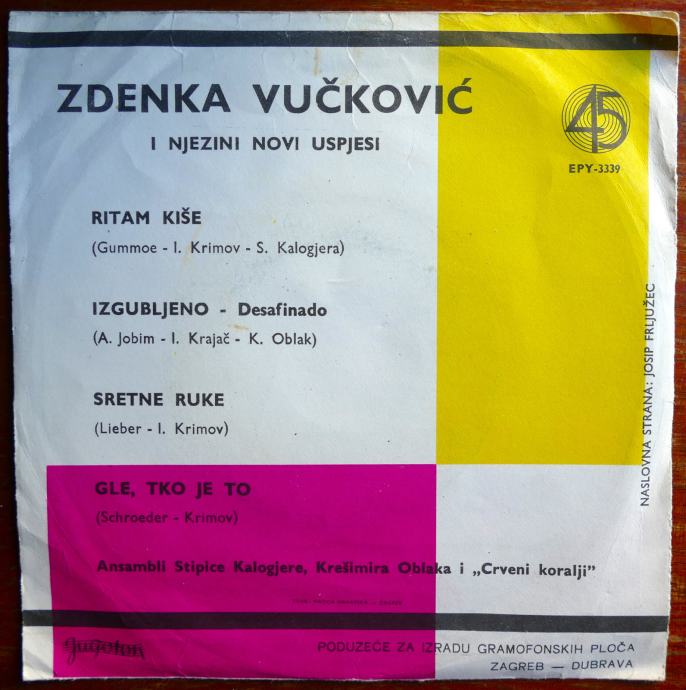 ZDENKA VUČKOVIĆ
I NJEZINI NOVI USPJESI
45
EPY-3339
RITAM KIŠE
(Gummoe - I. Krimov - S. Kalogjera)
IZGUBLJENO - Desafinado
(A. Jobim - I. Krajač - K. Oblak)
SRETNE RUKE
(Lieber - I. Krimov)
GLE, TKO JE TO
(Schroeder - Krimov)
Ansambli Stipice Kalogjere, Krešimira Oblaka i „Crveni koralji”
NASLOVNA STRANA: JOSIP FRLJUŽEC
Jugoton
PODUZEĆE ZA IZRADU GRAMOFONSKIH PLOČA
ZAGREB — DUBRAVA